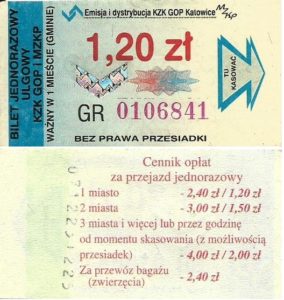 Emisja i dystrybucja KZK GOP Katowice
MZKP
BILET JEDNORAZOWY
ULGOWY
KZK GOP I MZKP
WAŻNY W 1 MIEŚCIE (GMINIE)
1,20 zł
TU KASOWAĆ
GR 0106841
BEZ PRAWA PRZESIADKI
Cennik opłat
za przejazd jednorazowy
1 miasto - 2,40 zł / 1,20 zł
2 miasta - 3,00 zł / 1,50 zł
3 miasta i więcej lub przez godzinę
od momentu skasowania (z możliwością
przesiadek) - 4,00 zł / 2,00 zł
Za przewóz bagażu
(zwierzęcia) - 2,40 zł